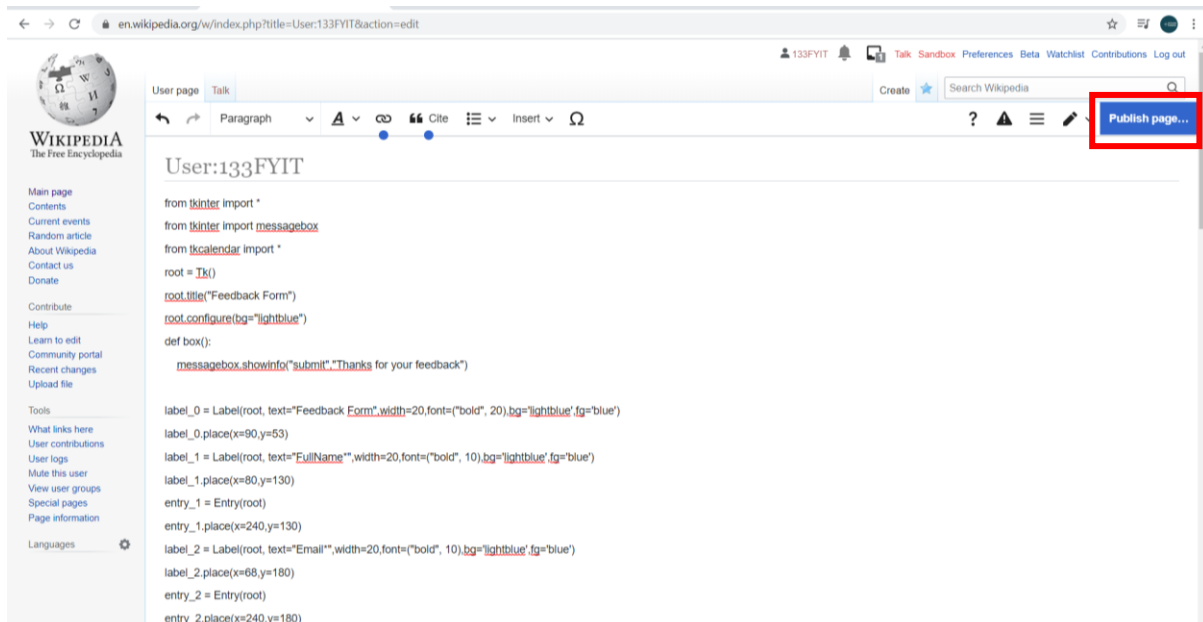 en.wikipedia.org/w/index.php?title=User:133FYIT&action=edit
133FYIT 1 Talk Sandbox Preferences Beta Watchlist Contributions Log out
User page Talk Create Search Wikipedia
Paragraph A Cite Insert Ω ? Publish page...
WIKIPEDIA
The Free Encyclopedia
Main page
Contents
Current events
Random article
About Wikipedia
Contact us
Donate
Contribute
Help
Learn to edit
Community portal
Recent changes
Upload file
Tools
What links here
User contributions
User logs
Mute this user
View user groups
Special pages
Page information
Languages
User:133FYIT
from tkinter import *
from tkinter import messagebox
from tkcalendar import *
root = Tk()
root.title("Feedback Form")
root.configure(bg="lightblue")
def box():
messagebox.showinfo("submit","Thanks for your feedback")
label_0 = Label(root, text="Feedback Form",width=20,font=("bold", 20),bg='lightblue',fg='blue')
label_0.place(x=90,y=53)
label_1 = Label(root, text="FullName*",width=20,font=("bold", 10),bg='lightblue',fg='blue')
label_1.place(x=80,y=130)
entry_1 = Entry(root)
entry_1.place(x=240,y=130)
label_2 = Label(root, text="Email*",width=20,font=("bold", 10),bg='lightblue',fg='blue')
label_2.place(x=68,y=180)
entry_2 = Entry(root)
entry_2.place(x=240,y=180)